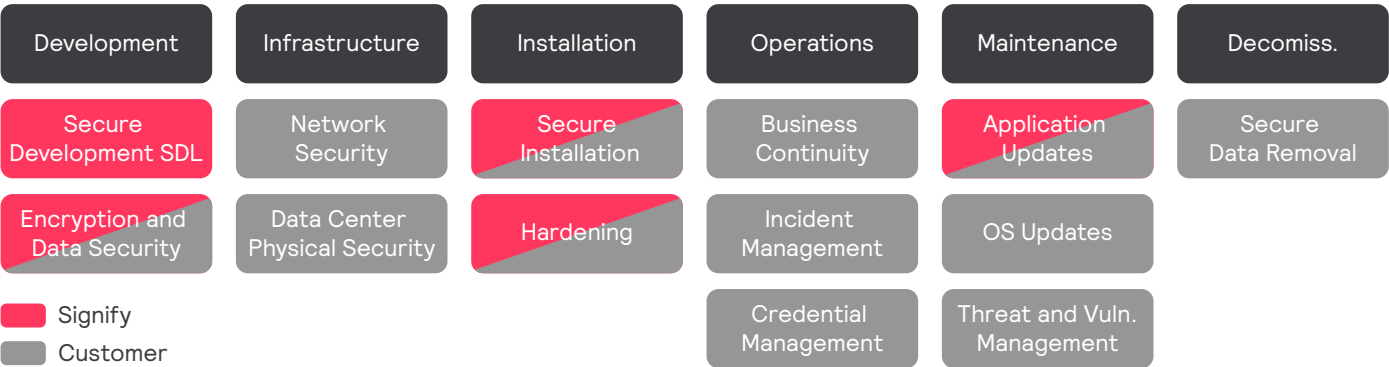 Development
Infrastructure
Installation
Operations
Maintenance
Decomiss.
Secure
Development SDL
Network
Security
Secure
Installation
Business
Continuity
Application
Updates
Secure
Data Removal
Encryption and
Data Security
Data Center
Physical Security
Hardening
Incident
Management
OS Updates
Signify
Customer
Credential
Management
Threat and Vuln.
Management